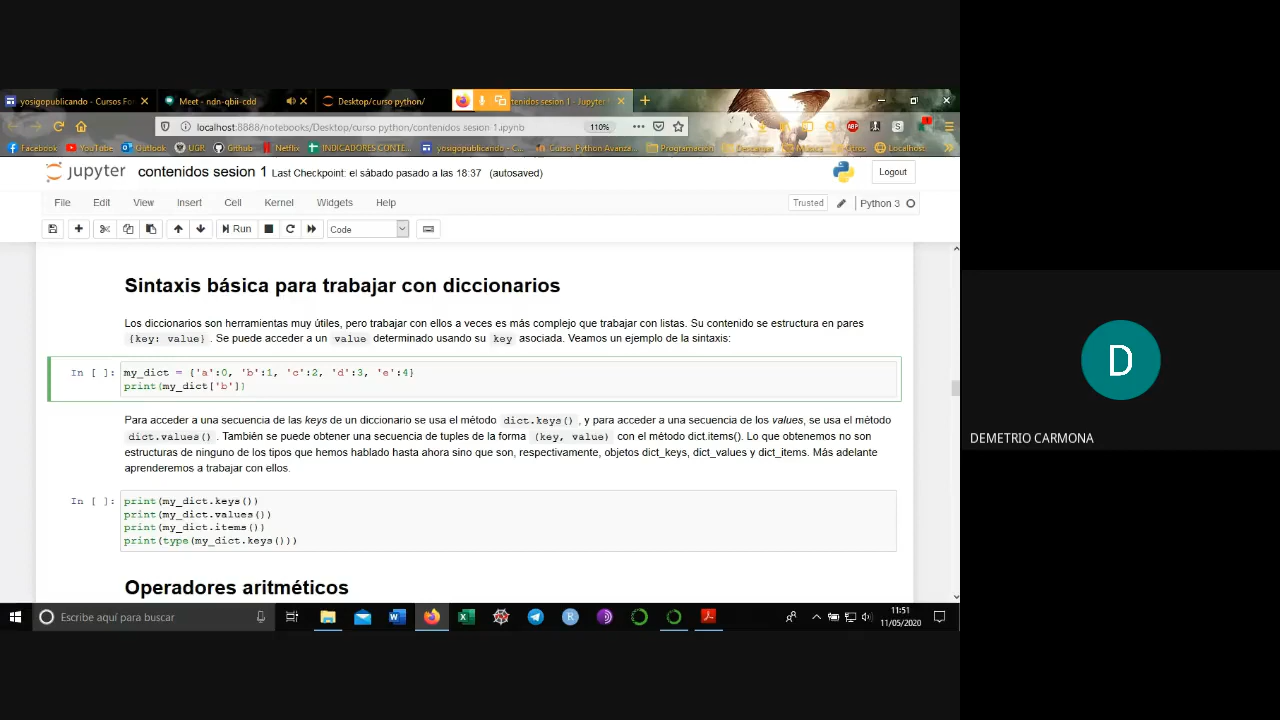 yosigopublicando - Cursos Fo
Meet - ndn-qbii-cdd
Desktop/curso python/
ntenidos sesion 1 - Jupyter
localhost:8888/notebooks/Desktop/curso python/contenidos sesion 1.ipynb
110%
Facebook
YouTube
Outlook
UGR
Github
Netflix
INDICADORES CONTE...
yosigopublicando - C...
Curso: Python Avanza...
Programación
Descargas
Música
Otros
Localhost
jupyter
contenidos sesion 1 Last Checkpoint: el sábado pasado a las 18:37 (autosaved)
Logout
File
Edit
View
Insert
Cell
Kernel
Widgets
Help
Trusted
Python 3
Run
Code
Sintaxis básica para trabajar con diccionarios
Los diccionarios son herramientas muy útiles, pero trabajar con ellos a veces es más complejo que trabajar con listas. Su contenido se estructura en pares
{key: value} . Se puede acceder a un value determinado usando su key asociada. Veamos un ejemplo de la sintaxis:
In [ ]: my_dict = {'a':0, 'b':1, 'c':2, 'd':3, 'e':4}
print(my_dict['b'])
Para acceder a una secuencia de las keys de un diccionario se usa el método dict.keys() , y para acceder a una secuencia de los values, se usa el método
dict.values() . También se puede obtener una secuencia de tuples de la forma (key, value) con el método dict.items(). Lo que obtenemos no son
estructuras de ninguno de los tipos que hemos hablado hasta ahora sino que son, respectivamente, objetos dict_keys, dict_values y dict_items. Más adelante
aprenderemos a trabajar con ellos.
In [ ]: print(my_dict.keys())
print(my_dict.values())
print(my_dict.items())
print(type(my_dict.keys()))
Operadores aritméticos
Escribe aquí para buscar
11:51
11/05/2020
D
DEMETRIO CARMONA